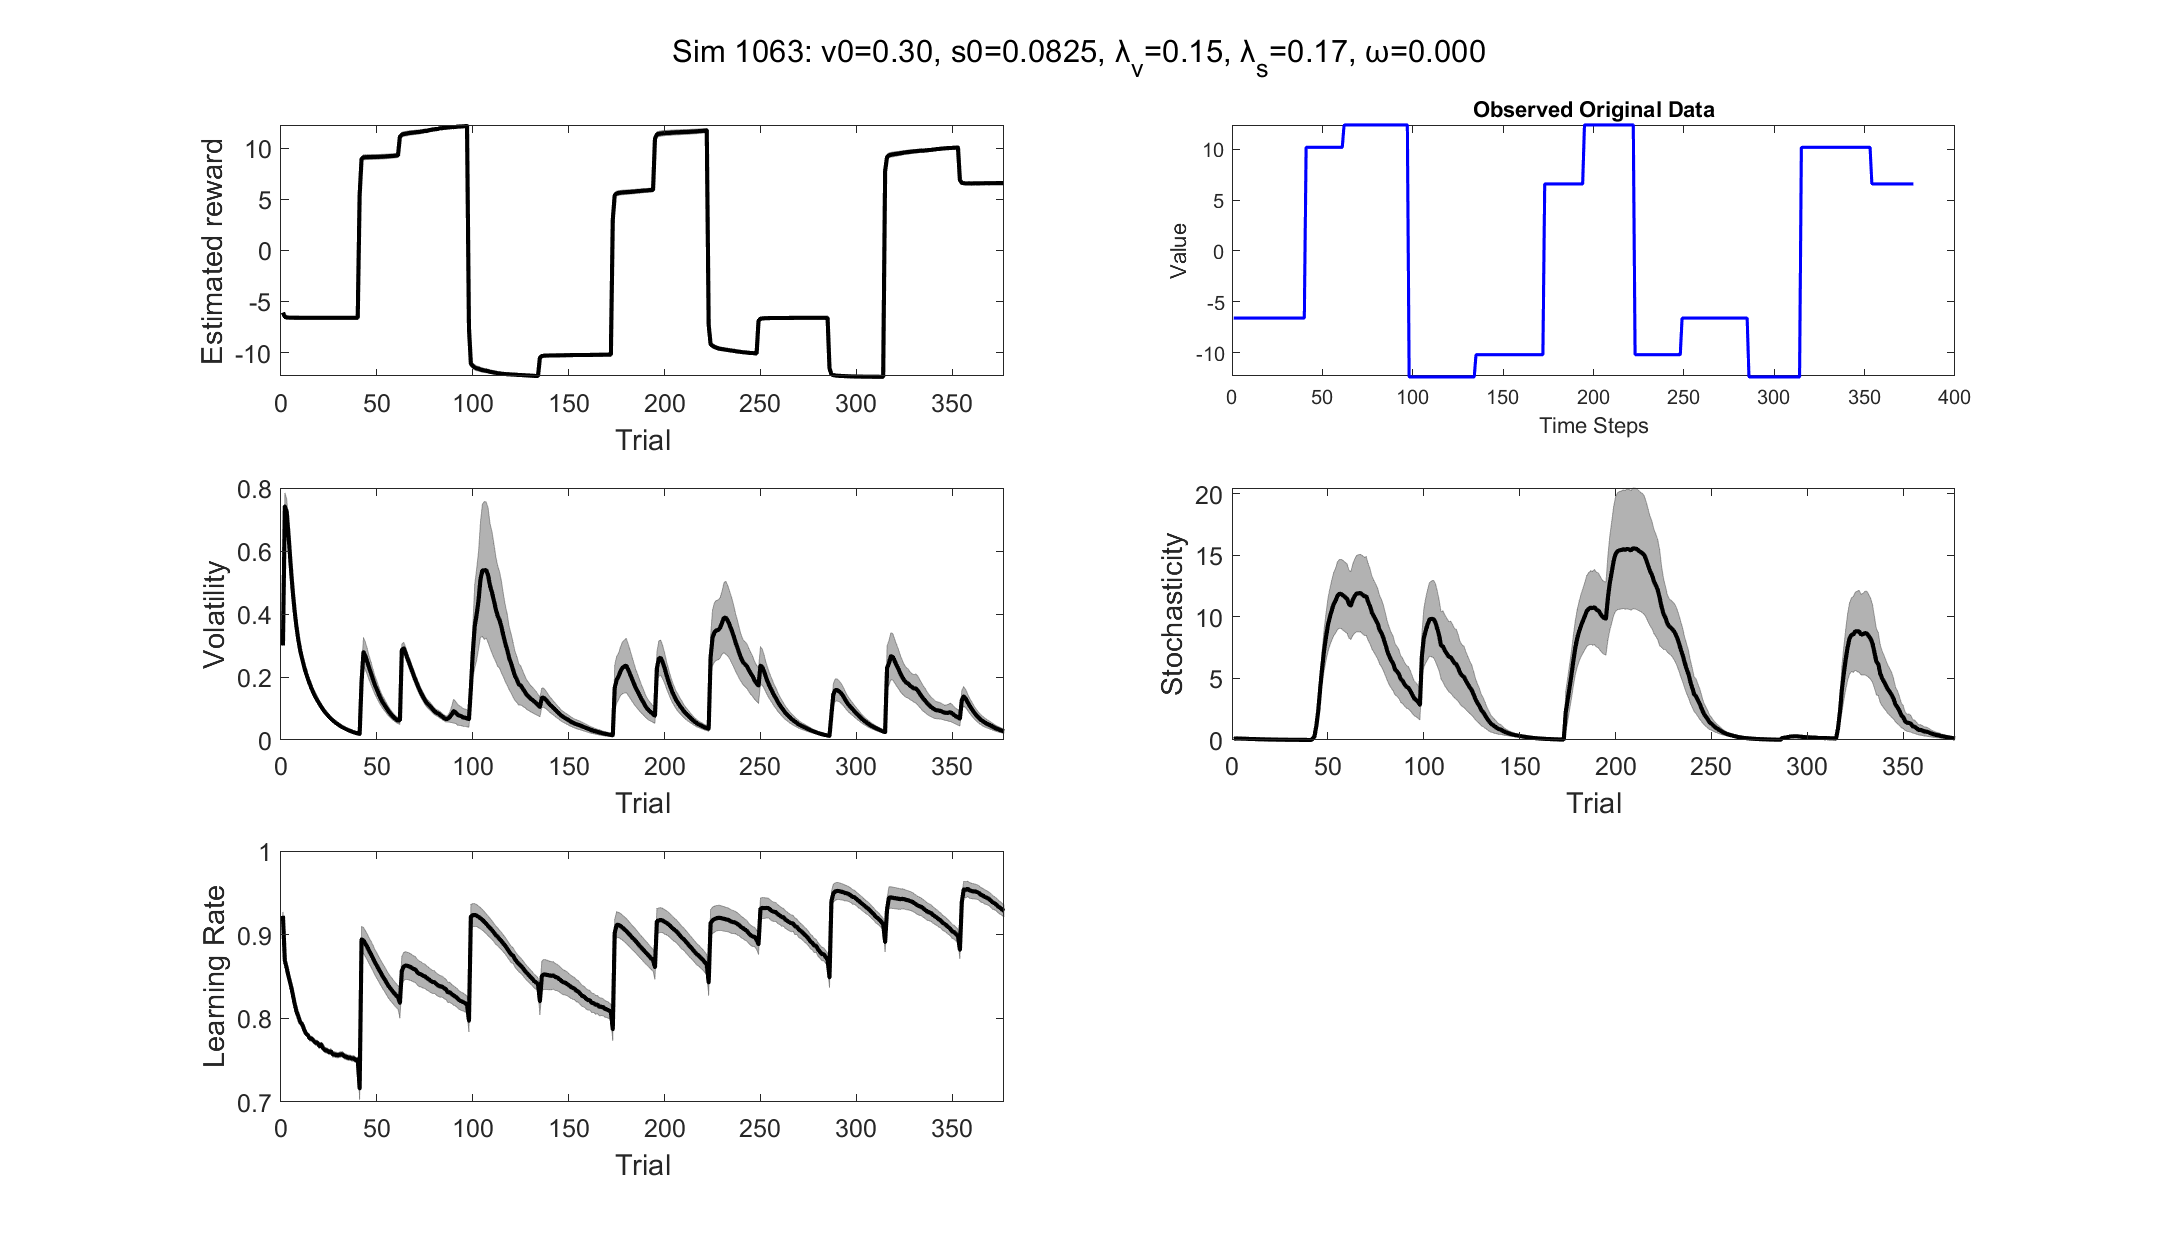 Sim 1063: v0=0.30, s0=0.0825, λ_v=0.15, λ_s=0.17, ω=0.000
Estimated reward
10
5
0
-5
-10
0 50 100 150 200 250 300 350
Trial
Observed Original Data
Value
10
5
0
-5
-10
0 50 100 150 200 250 300 350 400
Time Steps
Volatility
0.8
0.6
0.4
0.2
0
0 50 100 150 200 250 300 350
Trial
Stochasticity
20
15
10
5
0
0 50 100 150 200 250 300 350
Trial
Learning Rate
1
0.9
0.8
0.7
0 50 100 150 200 250 300 350
Trial